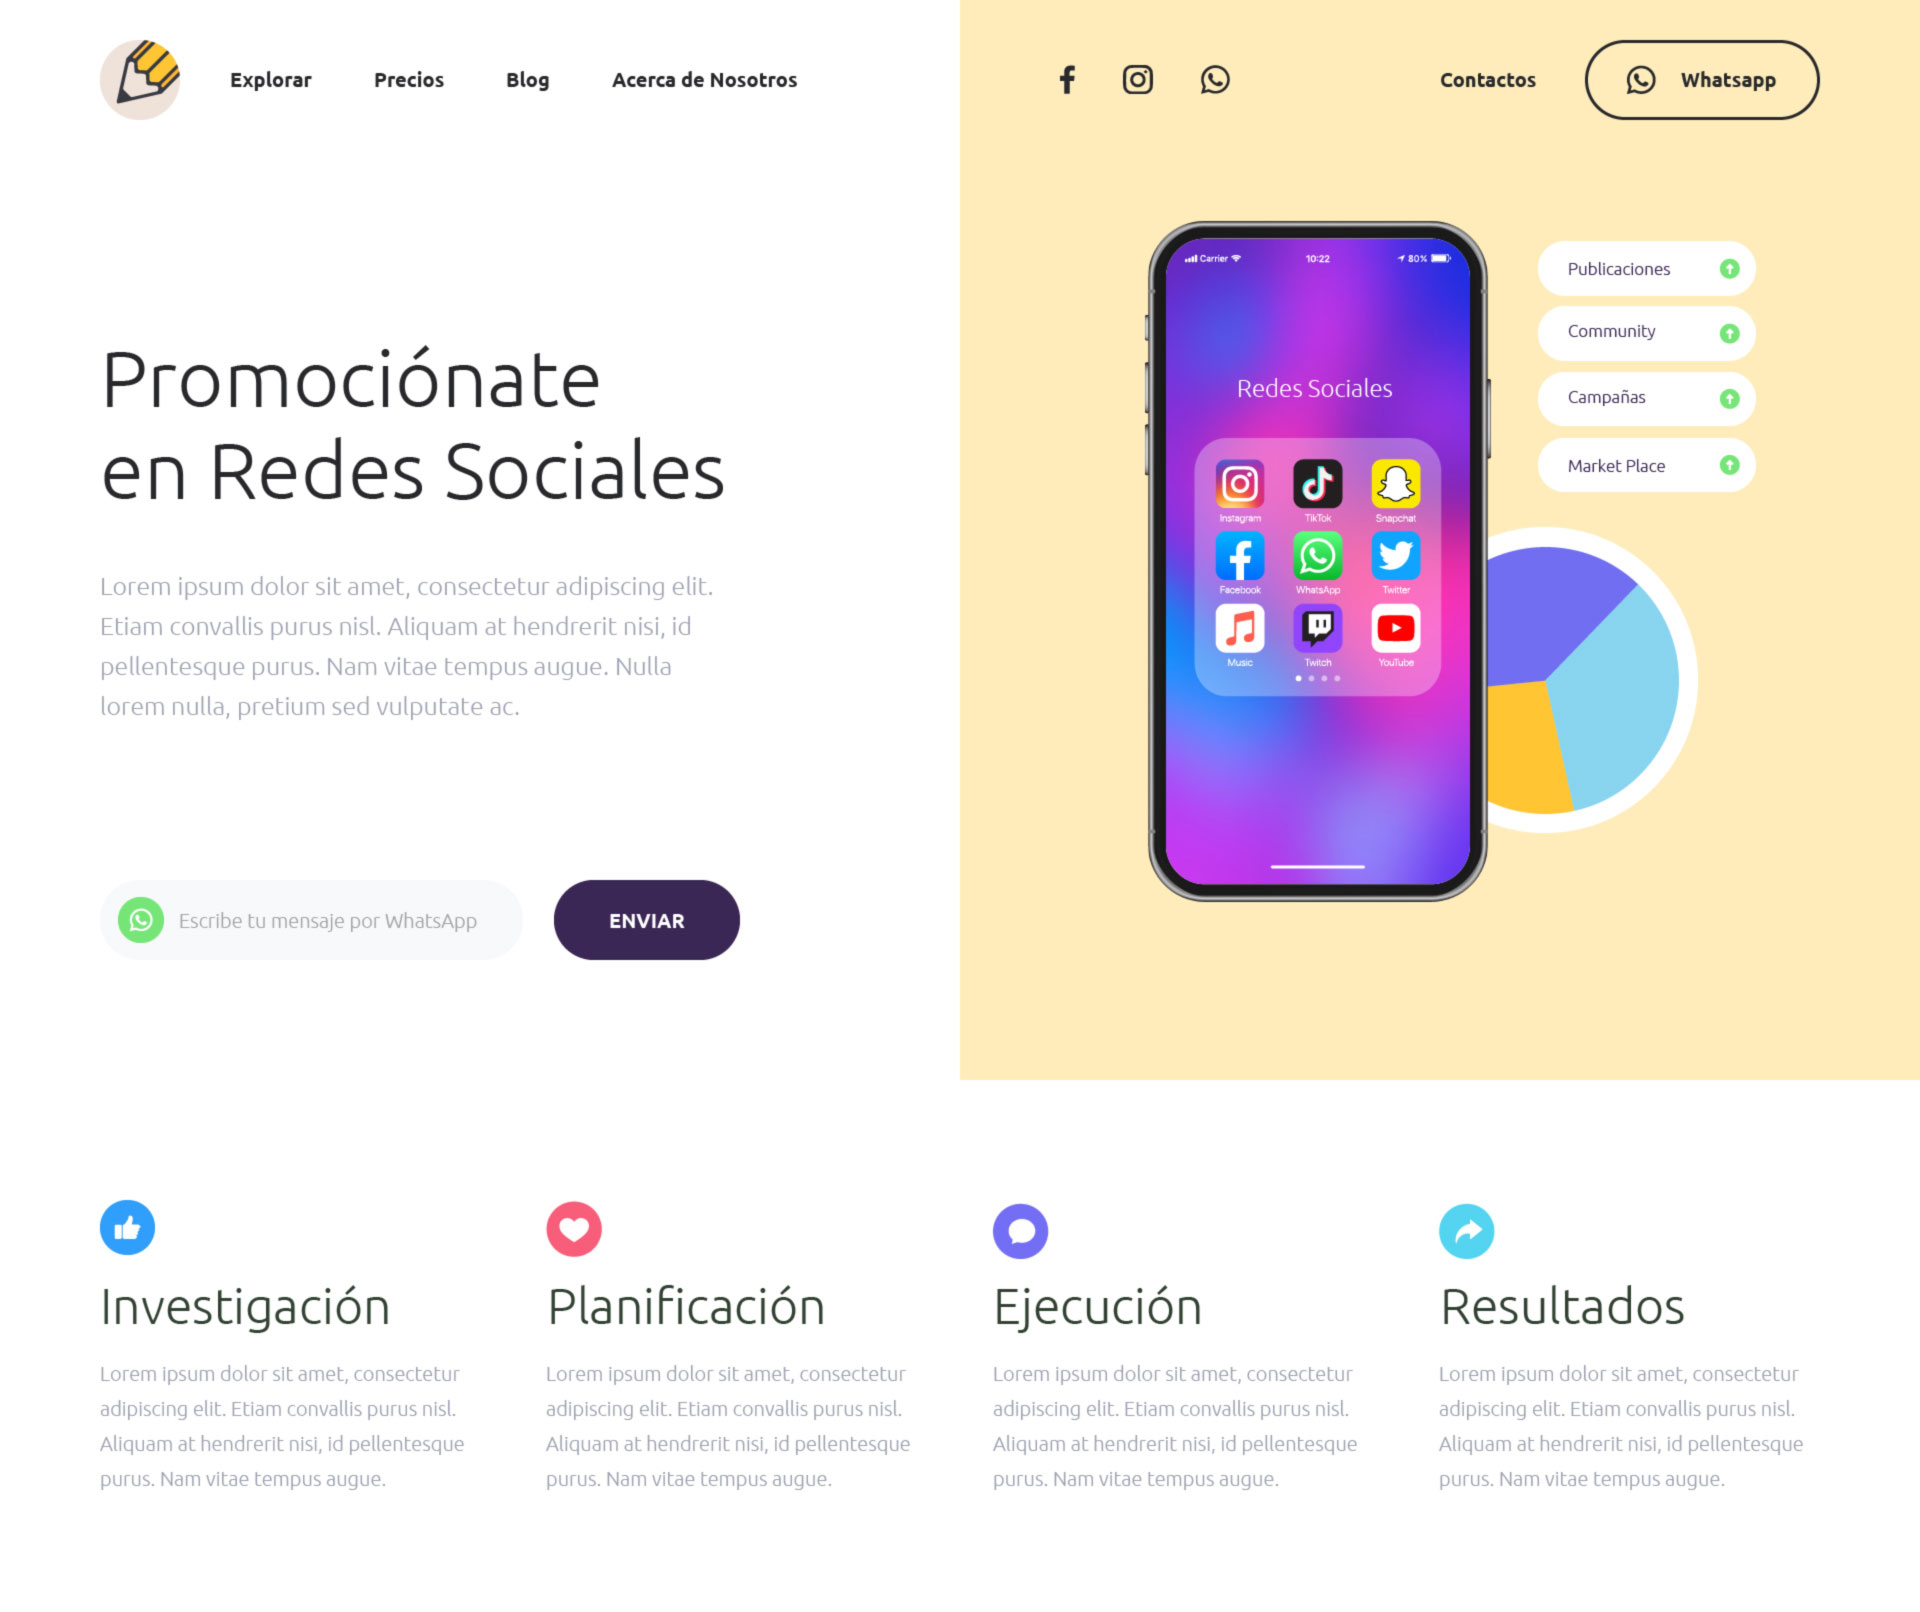 Explorar
Precios
Blog
Acerca de Nosotros
Contactos
Whatsapp
Promociónate
en Redes Sociales
Lorem ipsum dolor sit amet, consectetur adipiscing elit.
Etiam convallis purus nisl. Aliquam at hendrerit nisi, id
pellentesque purus. Nam vitae tempus augue. Nulla
lorem nulla, pretium sed vulputate ac.
Escribe tu mensaje por WhatsApp
ENVIAR
Carrier
10:22
80%
Redes Sociales
Instagram
TikTok
Snapchat
Facebook
WhatsApp
Twitter
Music
Twitch
YouTube
Publicaciones
Community
Campañas
Market Place
Investigación
Lorem ipsum dolor sit amet, consectetur
adipiscing elit. Etiam convallis purus nisl.
Aliquam at hendrerit nisi, id pellentesque
purus. Nam vitae tempus augue.
Planificación
Lorem ipsum dolor sit amet, consectetur
adipiscing elit. Etiam convallis purus nisl.
Aliquam at hendrerit nisi, id pellentesque
purus. Nam vitae tempus augue.
Ejecución
Lorem ipsum dolor sit amet, consectetur
adipiscing elit. Etiam convallis purus nisl.
Aliquam at hendrerit nisi, id pellentesque
purus. Nam vitae tempus augue.
Resultados
Lorem ipsum dolor sit amet, consectetur
adipiscing elit. Etiam convallis purus nisl.
Aliquam at hendrerit nisi, id pellentesque
purus. Nam vitae tempus augue.